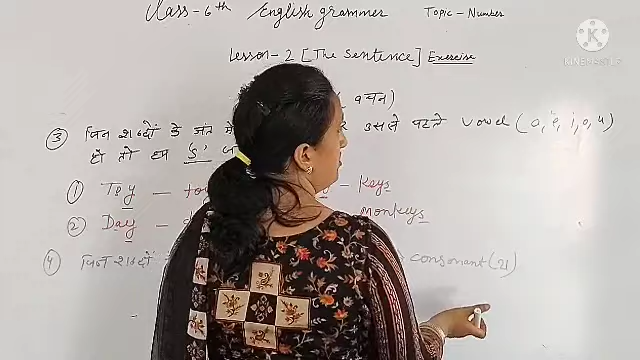 Class - 6th English grammer Topic - Number
Lesson - 2 [The Sentence] Exercise
वचन)
③ जिन शब्दों के अंत में उससे पहले vowel (a, e, i, o, u)
हो तो हम 'S'
① Toy — – Keys
② Day — monkeys
④ जिन शब्दों consonant (
KINEMASTER